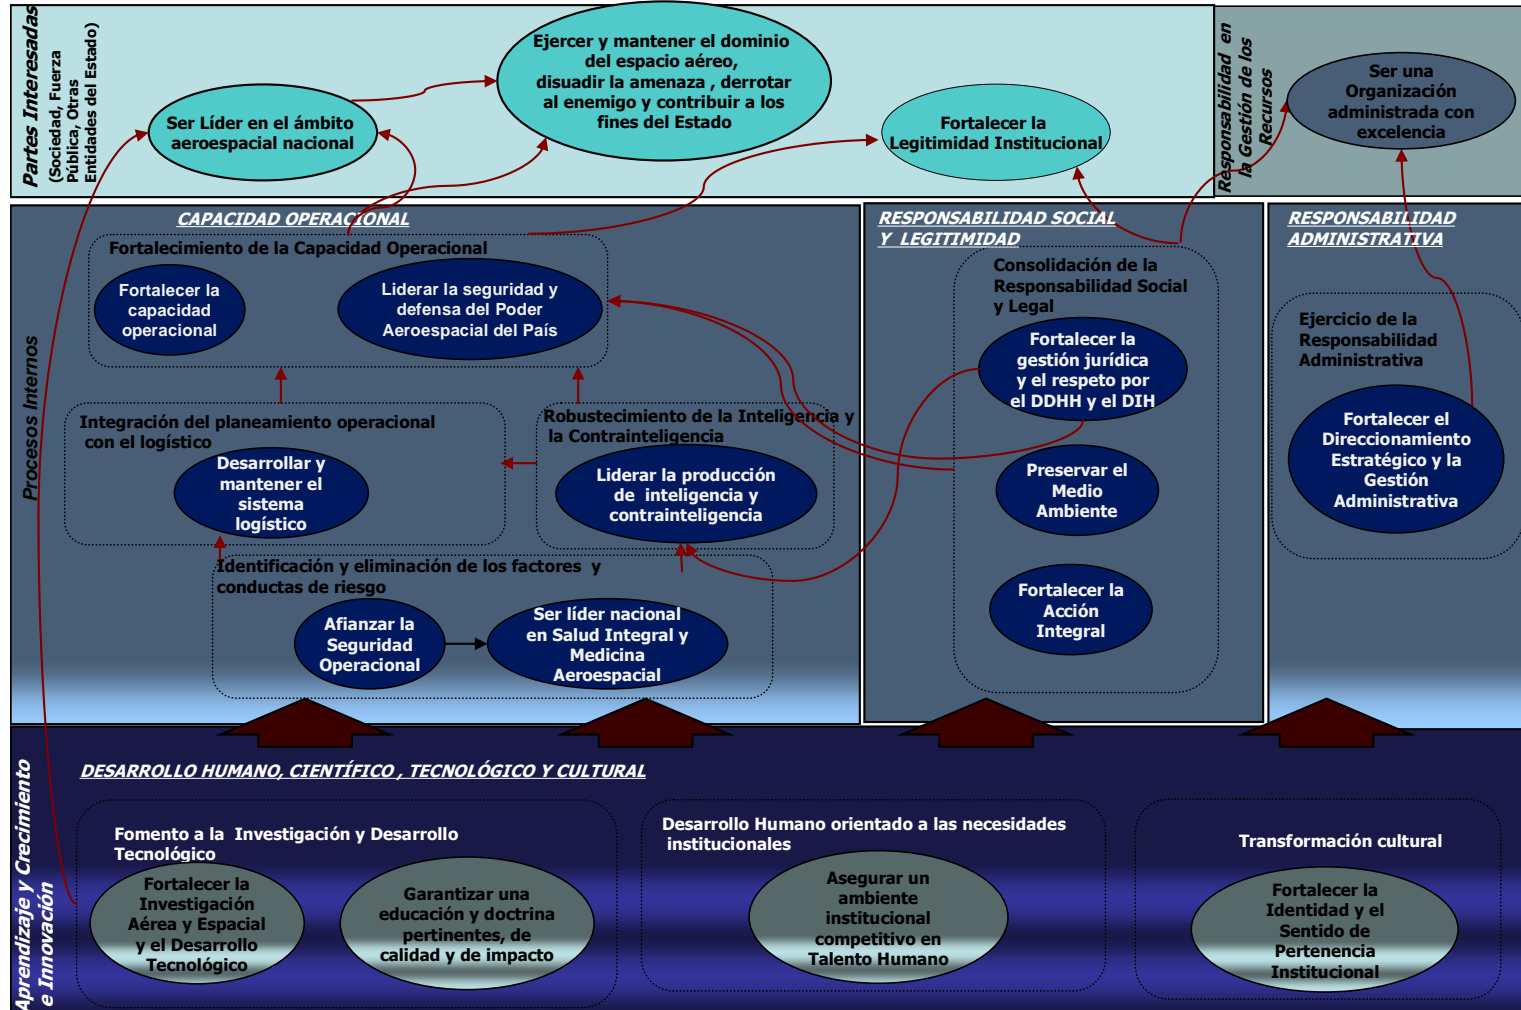 Partes Interesadas
(Sociedad, Fuerza
Pública, Otras
Entidades del Estado)
Ser Líder en el ámbito
aeroespacial nacional
Ejercer y mantener el dominio
del espacio aéreo,
disuadir la amenaza , derrotar
al enemigo y contribuir a los
fines del Estado
Fortalecer la
Legitimidad Institucional
Responsabilidad en
la Gestión de los
Recursos
Ser una
Organización
administrada con
excelencia
Procesos Internos
CAPACIDAD OPERACIONAL
Fortalecimiento de la Capacidad Operacional
Fortalecer la
capacidad
operacional
Liderar la seguridad y
defensa del Poder
Aeroespacial del País
Integración del planeamiento operacional
con el logístico
Desarrollar y
mantener el
sistema
logístico
Robustecimiento de la Inteligencia y
la Contrainteligencia
Liderar la producción
de inteligencia y
contrainteligencia
Identificación y eliminación de los factores y
conductas de riesgo
Afianzar la
Seguridad
Operacional
Ser líder nacional
en Salud Integral y
Medicina
Aeroespacial
RESPONSABILIDAD SOCIAL
Y LEGITIMIDAD
Consolidación de la
Responsabilidad Social
y Legal
Fortalecer la
gestión jurídica
y el respeto por
el DDHH y el DIH
Preservar el
Medio
Ambiente
Fortalecer la
Acción
Integral
RESPONSABILIDAD
ADMINISTRATIVA
Ejercicio de la
Responsabilidad
Administrativa
Fortalecer el
Direccionamiento
Estratégico y la
Gestión
Administrativa
Aprendizaje y Crecimiento
e Innovación
DESARROLLO HUMANO, CIENTÍFICO , TECNOLÓGICO Y CULTURAL
Fomento a la Investigación y Desarrollo
Tecnológico
Fortalecer la
Investigación
Aérea y Espacial
y el Desarrollo
Tecnológico
Garantizar una
educación y doctrina
pertinentes, de
calidad y de impacto
Desarrollo Humano orientado a las necesidades
institucionales
Asegurar un
ambiente
institucional
competitivo en
Talento Humano
Transformación cultural
Fortalecer la
Identidad y el
Sentido de
Pertenencia
Institucional